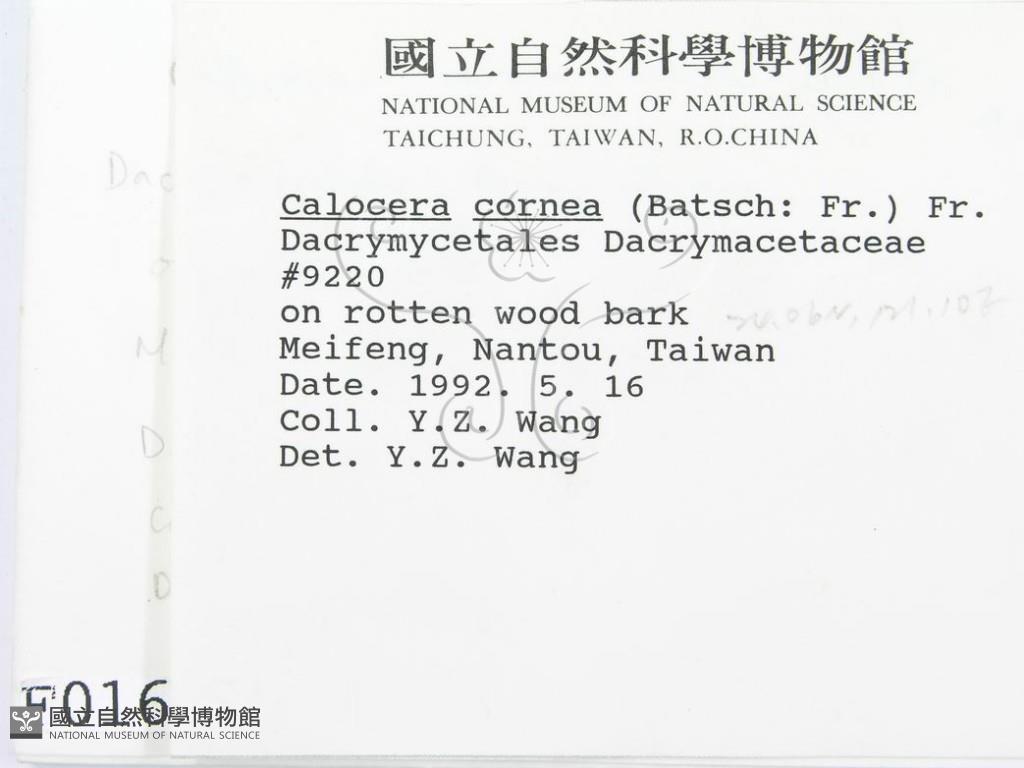 國立自然科學博物館
NATIONAL MUSEUM OF NATURAL SCIENCE
TAICHUNG, TAIWAN, R.O.CHINA
Calocera cornea (Batsch: Fr.) Fr.
Dacrymycetales Dacrymacetaceae
#9220
on rotten wood bark
Meifeng, Nantou, Taiwan
Date. 1992. 5. 16
Coll. Y.Z. Wang
Det. Y.Z. Wang
F016
國立自然科學博物館
NATIONAL MUSEUM OF NATURAL SCIENCE